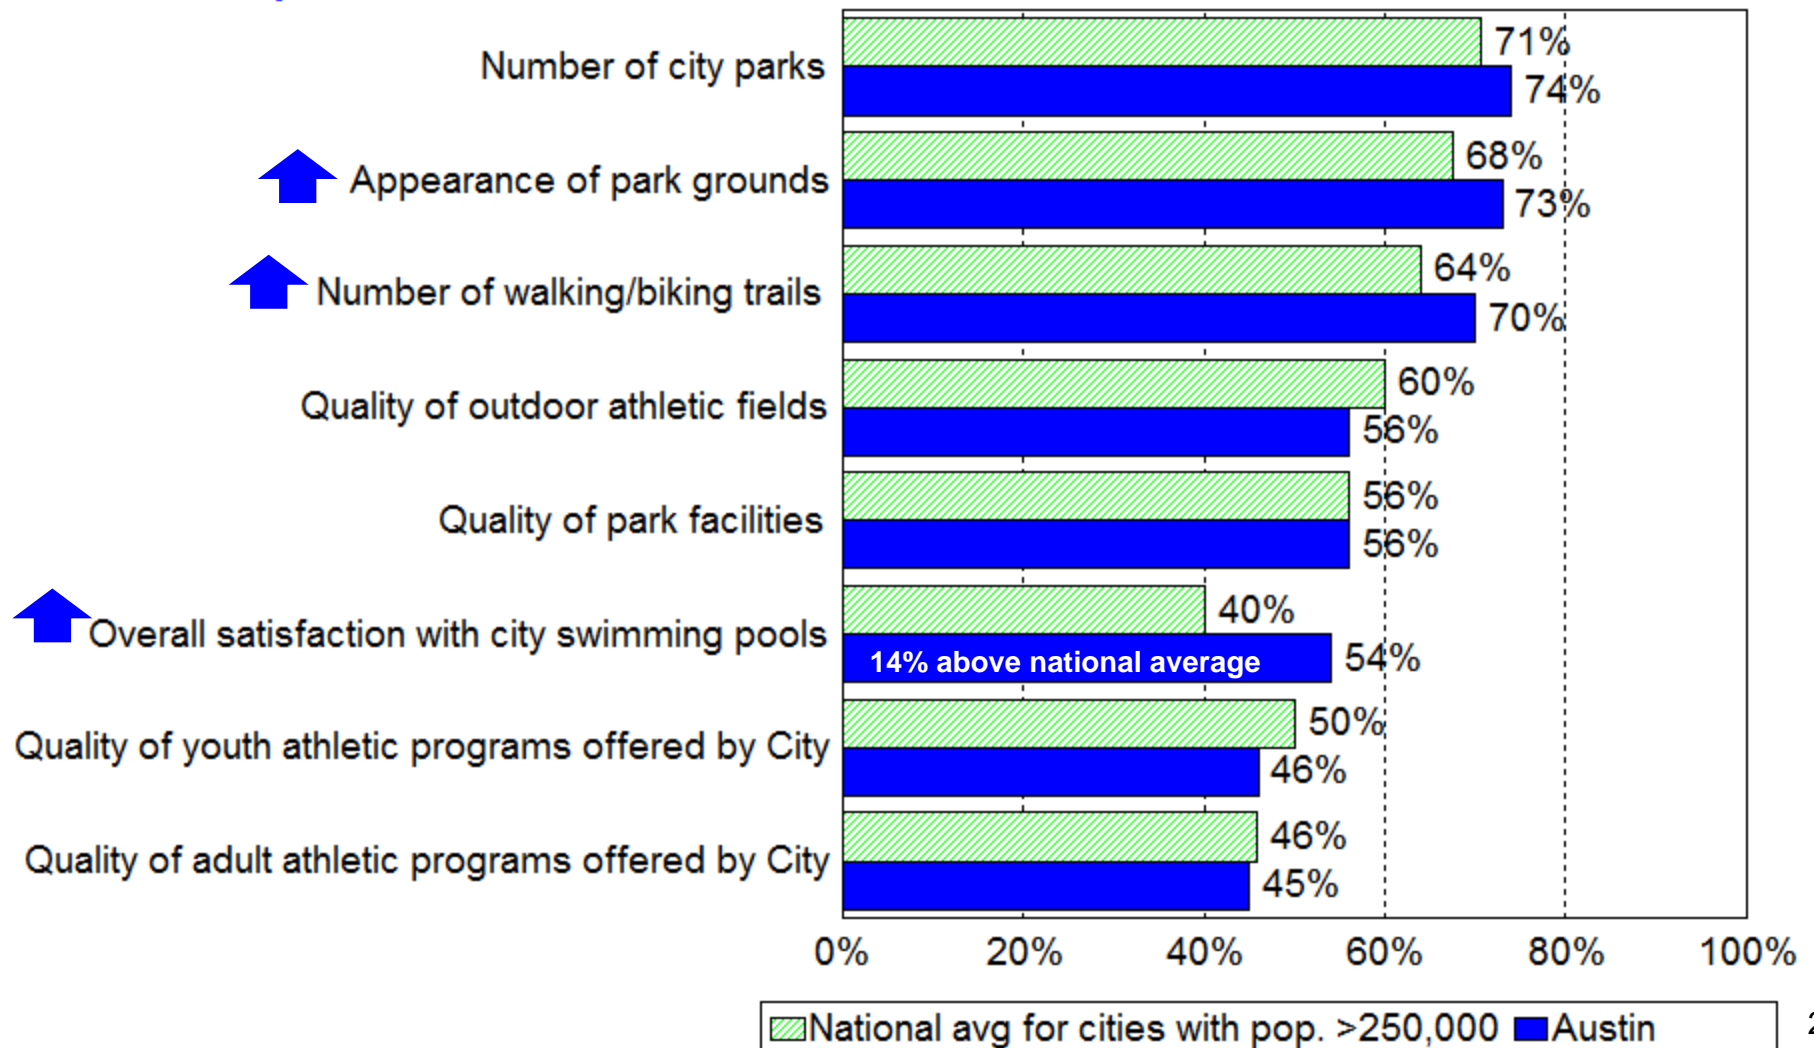 Number of city parks
71%
74%
Appearance of park grounds
68%
73%
Number of walking/biking trails
64%
70%
Quality of outdoor athletic fields
60%
56%
Quality of park facilities
56%
56%
Overall satisfaction with city swimming pools
40%
14% above national average
54%
Quality of youth athletic programs offered by City
50%
46%
Quality of adult athletic programs offered by City
46%
45%
0% 20% 40% 60% 80% 100%
National avg for cities with pop. >250,000 Austin